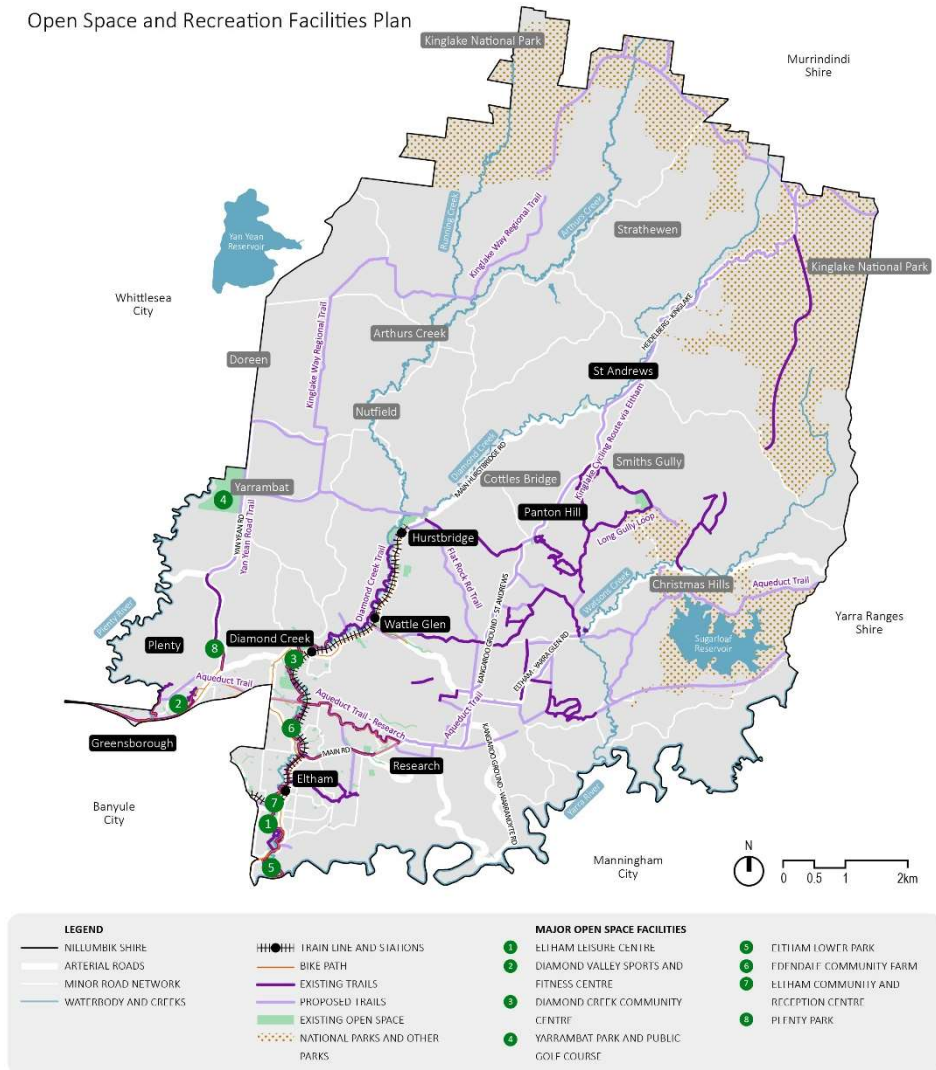 Open Space and Recreation Facilities Plan
Kinglake National Park
Murrindindi
Shire
Yan Yean
Reservoir
Running Creek
Kinglake Way Regional Trail
Arthurs Creek
Strathewen
Kinglake National Park
Whittlesea
City
HEIDELBERG - KINGLAKE
Arthurs Creek
Doreen
Kinglake Way Regional Trail
St Andrews
Nutfield
Diamond Creek
MAIN HURSTBRIDGE RD
Kinglake Cycling Route via Eltham
Smiths Gully
Cottles Bridge
4
Yarrambat
Panton Hill
Long Gully Loop
YAN YEAN RD
Yan Yean Road Trail
Hurstbridge
Diamond Creek Trail
Flat Rock Rd Trail
Watsons Creek
Christmas Hills
Aqueduct Trail
Plenty River
Wattle Glen
KANGAROO GROUND - ST ANDREWS
Sugarloaf
Reservoir
Yarra Ranges
Shire
Plenty
8
Diamond Creek
3
ELTHAM - YARRA GLEN RD
Aqueduct Trail
2
Aqueduct Trail - Research
Aqueduct Trail
6
Greensborough
MAIN RD
Research
KANGAROO GROUND - WARRANDYTE RD
Eltham
Yarra River
7
Banyule
City
1
5
Manningham
City
N
0 0.5 1 2km
LEGEND
NILLUMBIK SHIRE
ARTERIAL ROADS
MINOR ROAD NETWORK
WATERBODY AND CREEKS
TRAIN LINE AND STATIONS
BIKE PATH
EXISTING TRAILS
PROPOSED TRAILS
EXISTING OPEN SPACE
NATIONAL PARKS AND OTHER
PARKS
MAJOR OPEN SPACE FACILITIES
1 ELTHAM LEISURE CENTRE
2 DIAMOND VALLEY SPORTS AND
FITNESS CENTRE
3 DIAMOND CREEK COMMUNITY
CENTRE
4 YARRAMBAT PARK AND PUBLIC
GOLF COURSE
5 ELTHAM LOWER PARK
6 EDENDALE COMMUNITY FARM
7 ELTHAM COMMUNITY AND
RECEPTION CENTRE
8 PLENTY PARK